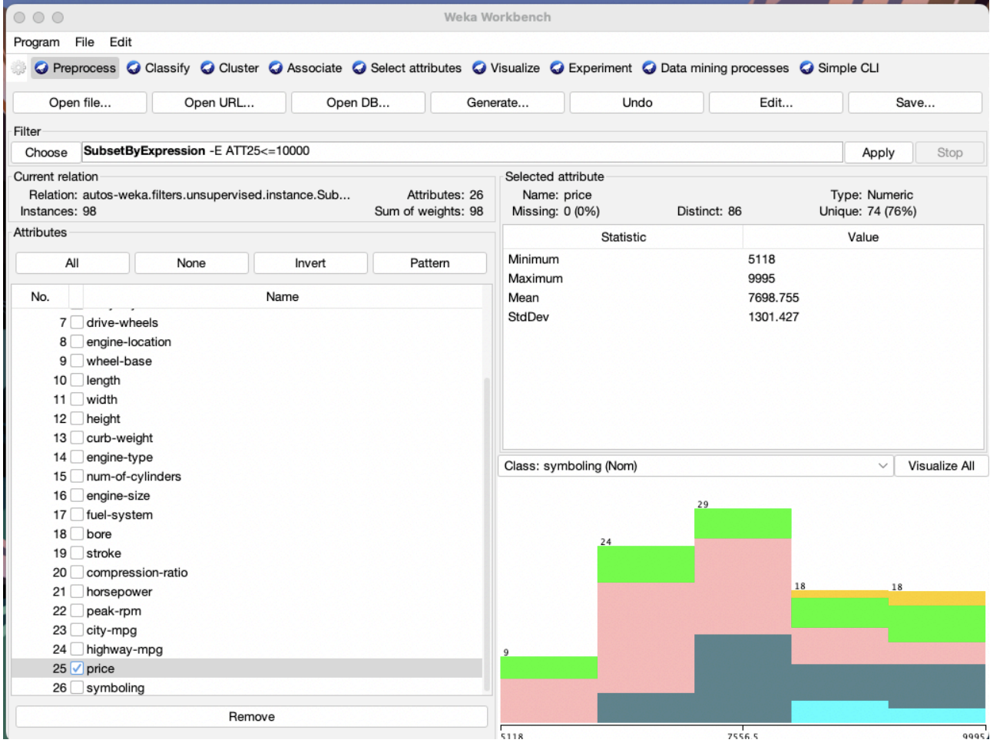 Weka Workbench
Program File Edit
Preprocess Classify Cluster Associate Select attributes Visualize Experiment Data mining processes Simple CLI
Open file... Open URL... Open DB... Generate... Undo Edit... Save...
Filter
Choose SubsetByExpression -E ATT25<=10000 Apply Stop
Current relation
Relation: autos-weka.filters.unsupervised.instance.Sub... Attributes: 26
Instances: 98 Sum of weights: 98
Attributes
All None Invert Pattern
No. Name
7 drive-wheels
8 engine-location
9 wheel-base
10 length
11 width
12 height
13 curb-weight
14 engine-type
15 num-of-cylinders
16 engine-size
17 fuel-system
18 bore
19 stroke
20 compression-ratio
21 horsepower
22 peak-rpm
23 city-mpg
24 highway-mpg
25 price
26 symboling
Remove
Selected attribute
Name: price Type: Numeric
Missing: 0 (0%) Distinct: 86 Unique: 74 (76%)
Statistic Value
Minimum 5118
Maximum 9995
Mean 7698.755
StdDev 1301.427
Class: symboling (Nom) Visualize All
29
24
18 18
9
5118 7556.5 9995